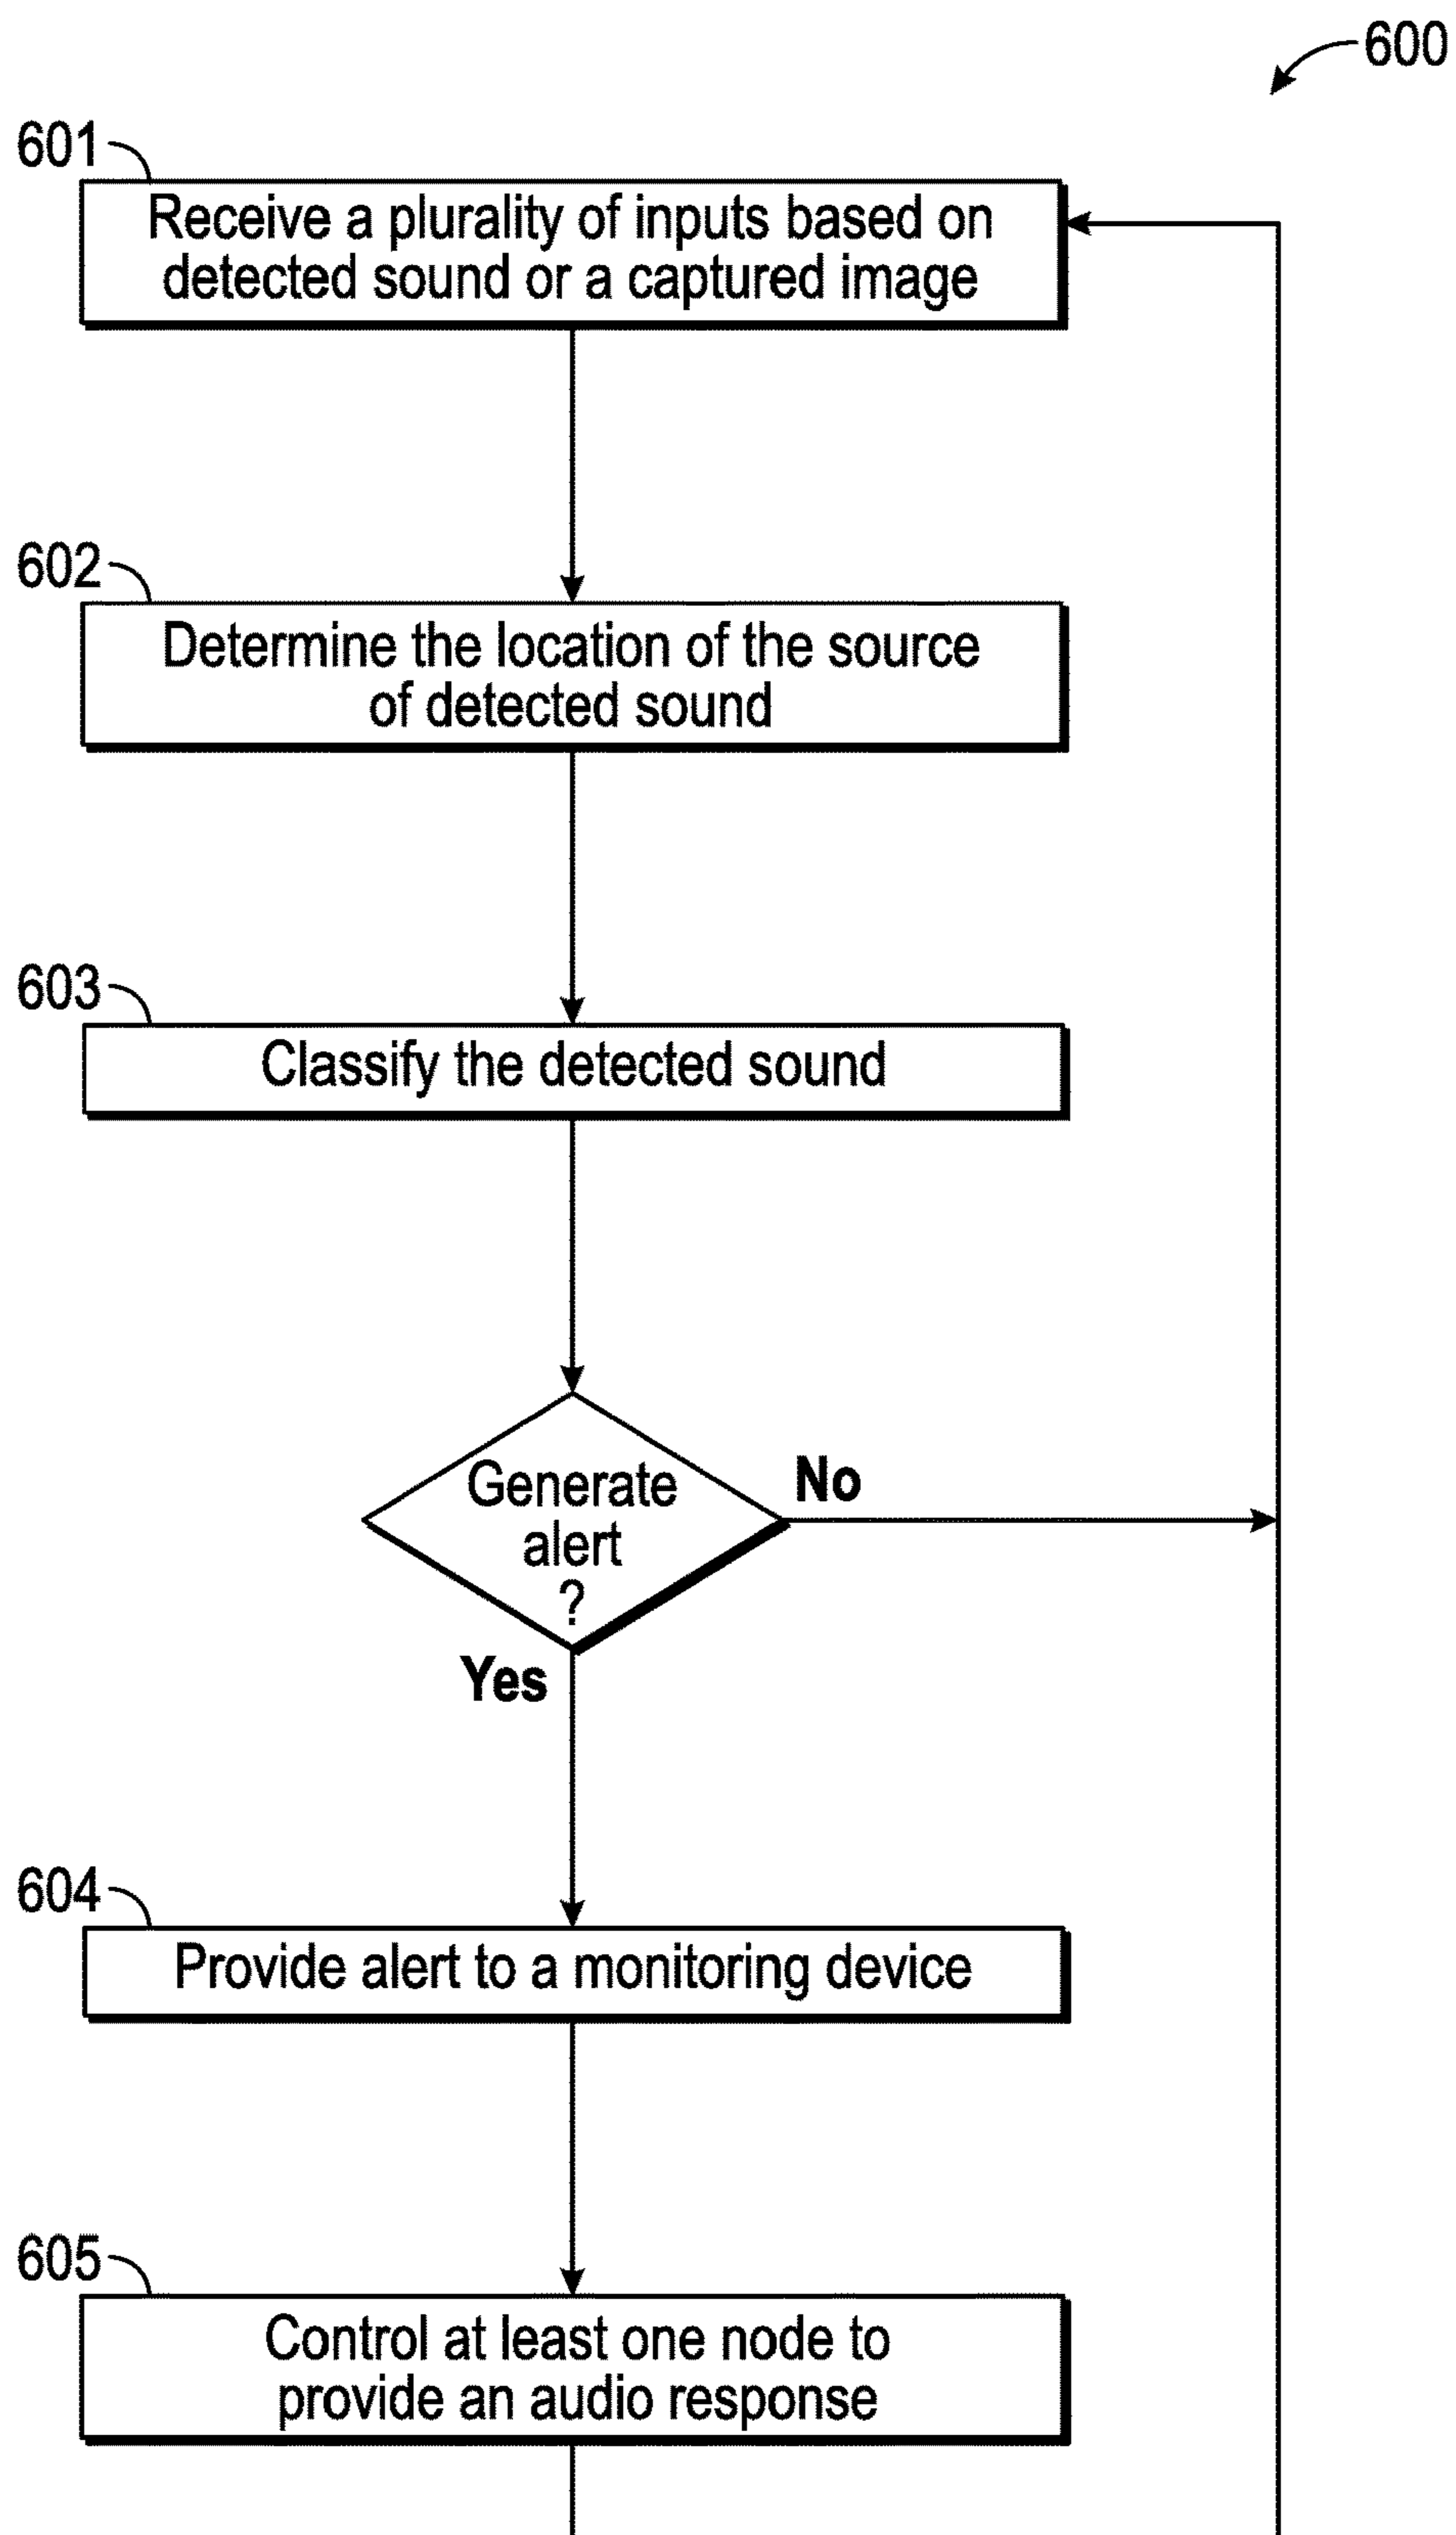 600
601
Receive a plurality of inputs based on
detected sound or a captured image
602
Determine the location of the source
of detected sound
603
Classify the detected sound
Generate
alert
?
No
Yes
604
Provide alert to a monitoring device
605
Control at least one node to
provide an audio response